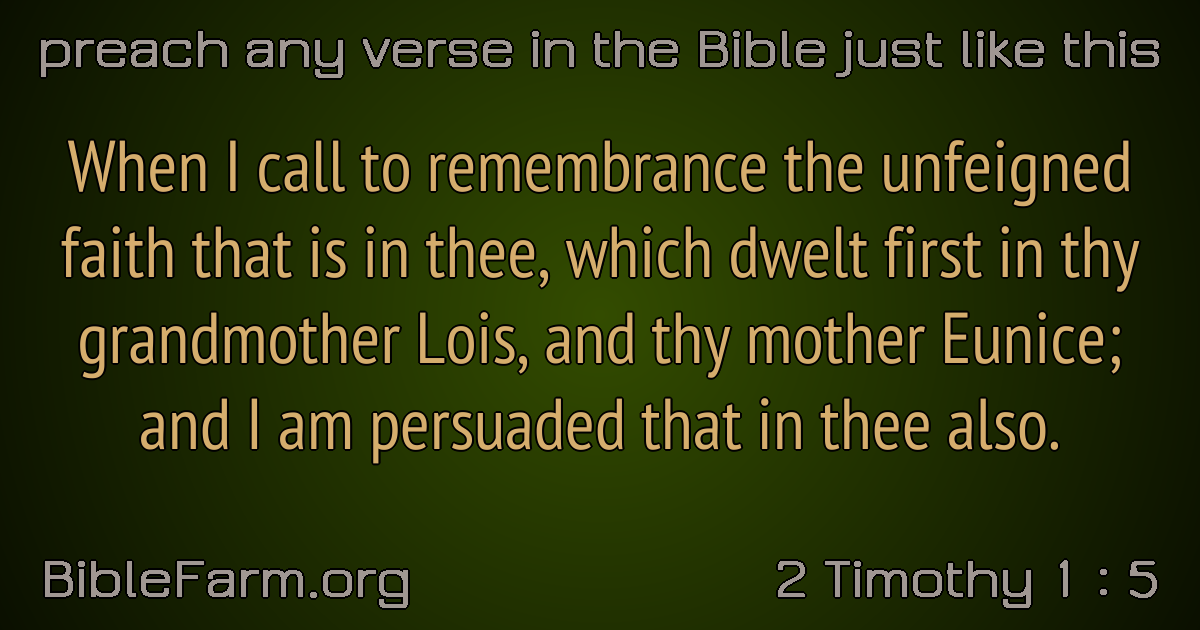 preach any verse in the Bible just like this
When I call to remembrance the unfeigned
faith that is in thee, which dwelt first in thy
grandmother Lois, and thy mother Eunice;
and I am persuaded that in thee also.
BibleFarm.org
2 Timothy 1 : 5